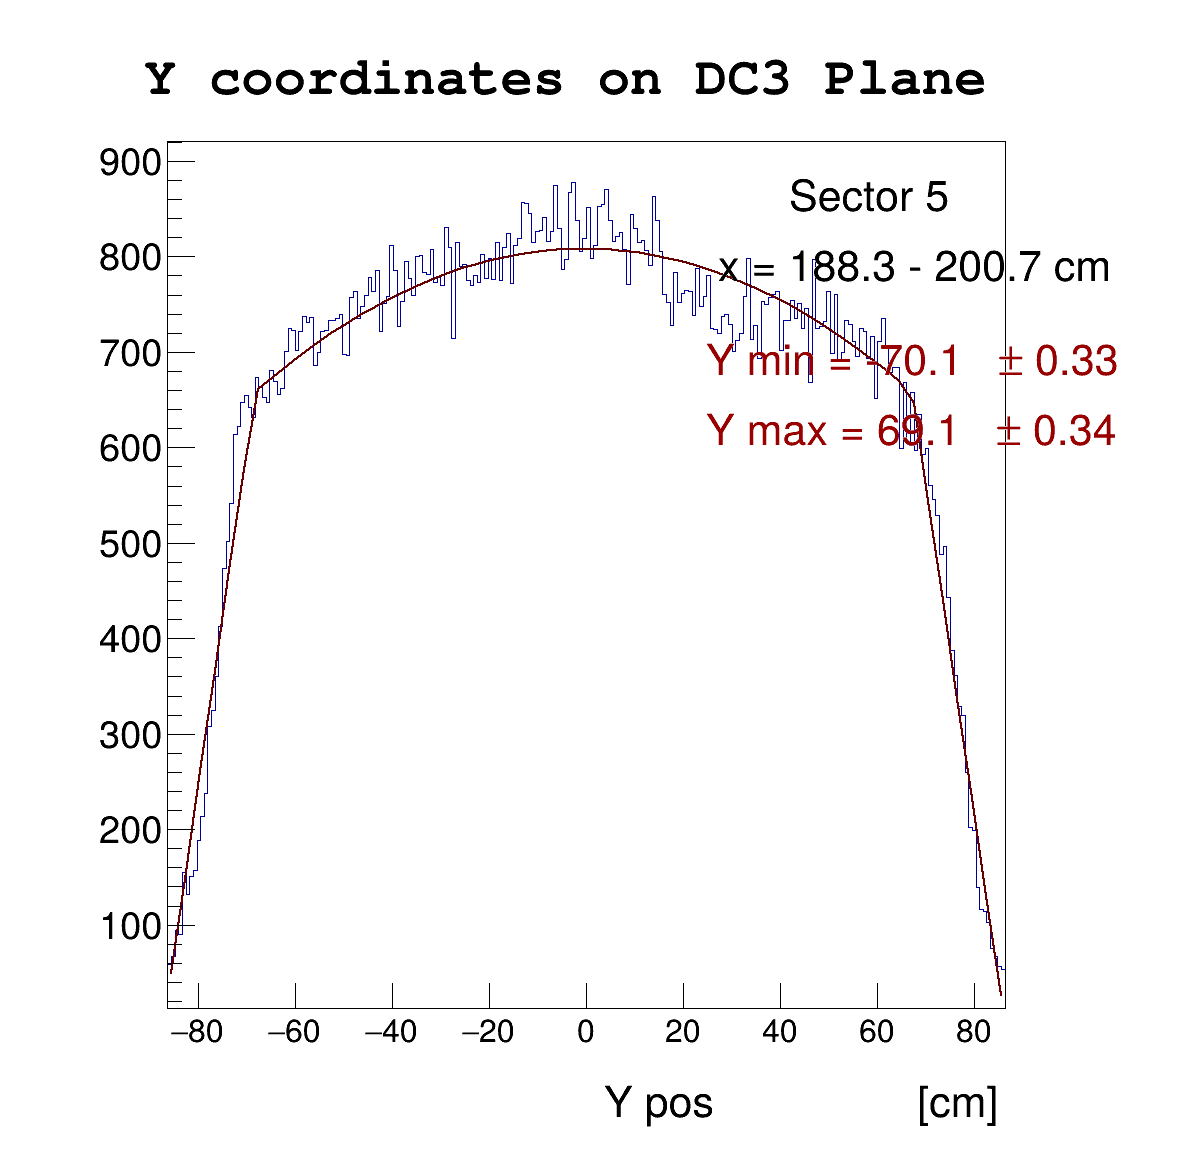 Y coordinates on DC3 Plane
Sector 5
x = 188.3 - 200.7 cm
Y min = -70.1 ± 0.33
Y max = 69.1 ± 0.34
900
800
700
600
500
400
300
200
100
−80 −60 −40 −20 0 20 40 60 80
Y pos [cm]